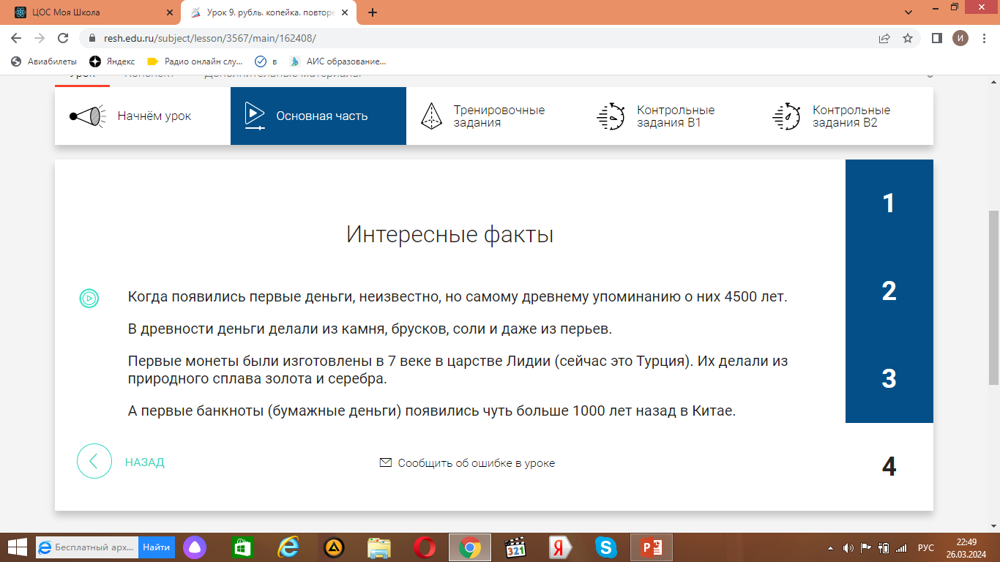 ЦОС Моя Школа
Урок 9. рубль. копейка. повторе
resh.edu.ru/subject/lesson/3567/main/162408/
И
Авиабилеты
Яндекс
Радио онлайн слу...
в
АИС образование...
Урок Конспект Дополнительные материалы
Начнём урок
Основная часть
Тренировочные
задания
Контрольные
задания В1
Контрольные
задания В2
Интересные факты
Когда появились первые деньги, неизвестно, но самому древнему упоминанию о них 4500 лет.
В древности деньги делали из камня, брусков, соли и даже из перьев.
Первые монеты были изготовлены в 7 веке в царстве Лидии (сейчас это Турция). Их делали из
природного сплава золота и серебра.
А первые банкноты (бумажные деньги) появились чуть больше 1000 лет назад в Китае.
НАЗАД
Сообщить об ошибке в уроке
1
2
3
4
Бесплатный арх...
Найти
321
Я
РУС
22:49
26.03.2024